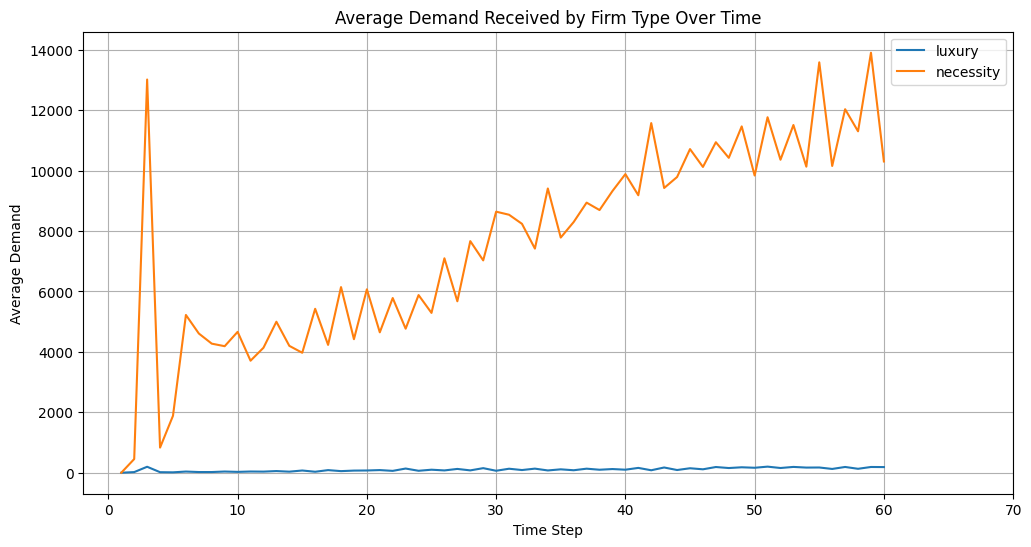 Average Demand Received by Firm Type Over Time
luxury
necessity
14000
12000
10000
8000
6000
4000
2000
0
Average Demand
0 10 20 30 40 50 60 70
Time Step